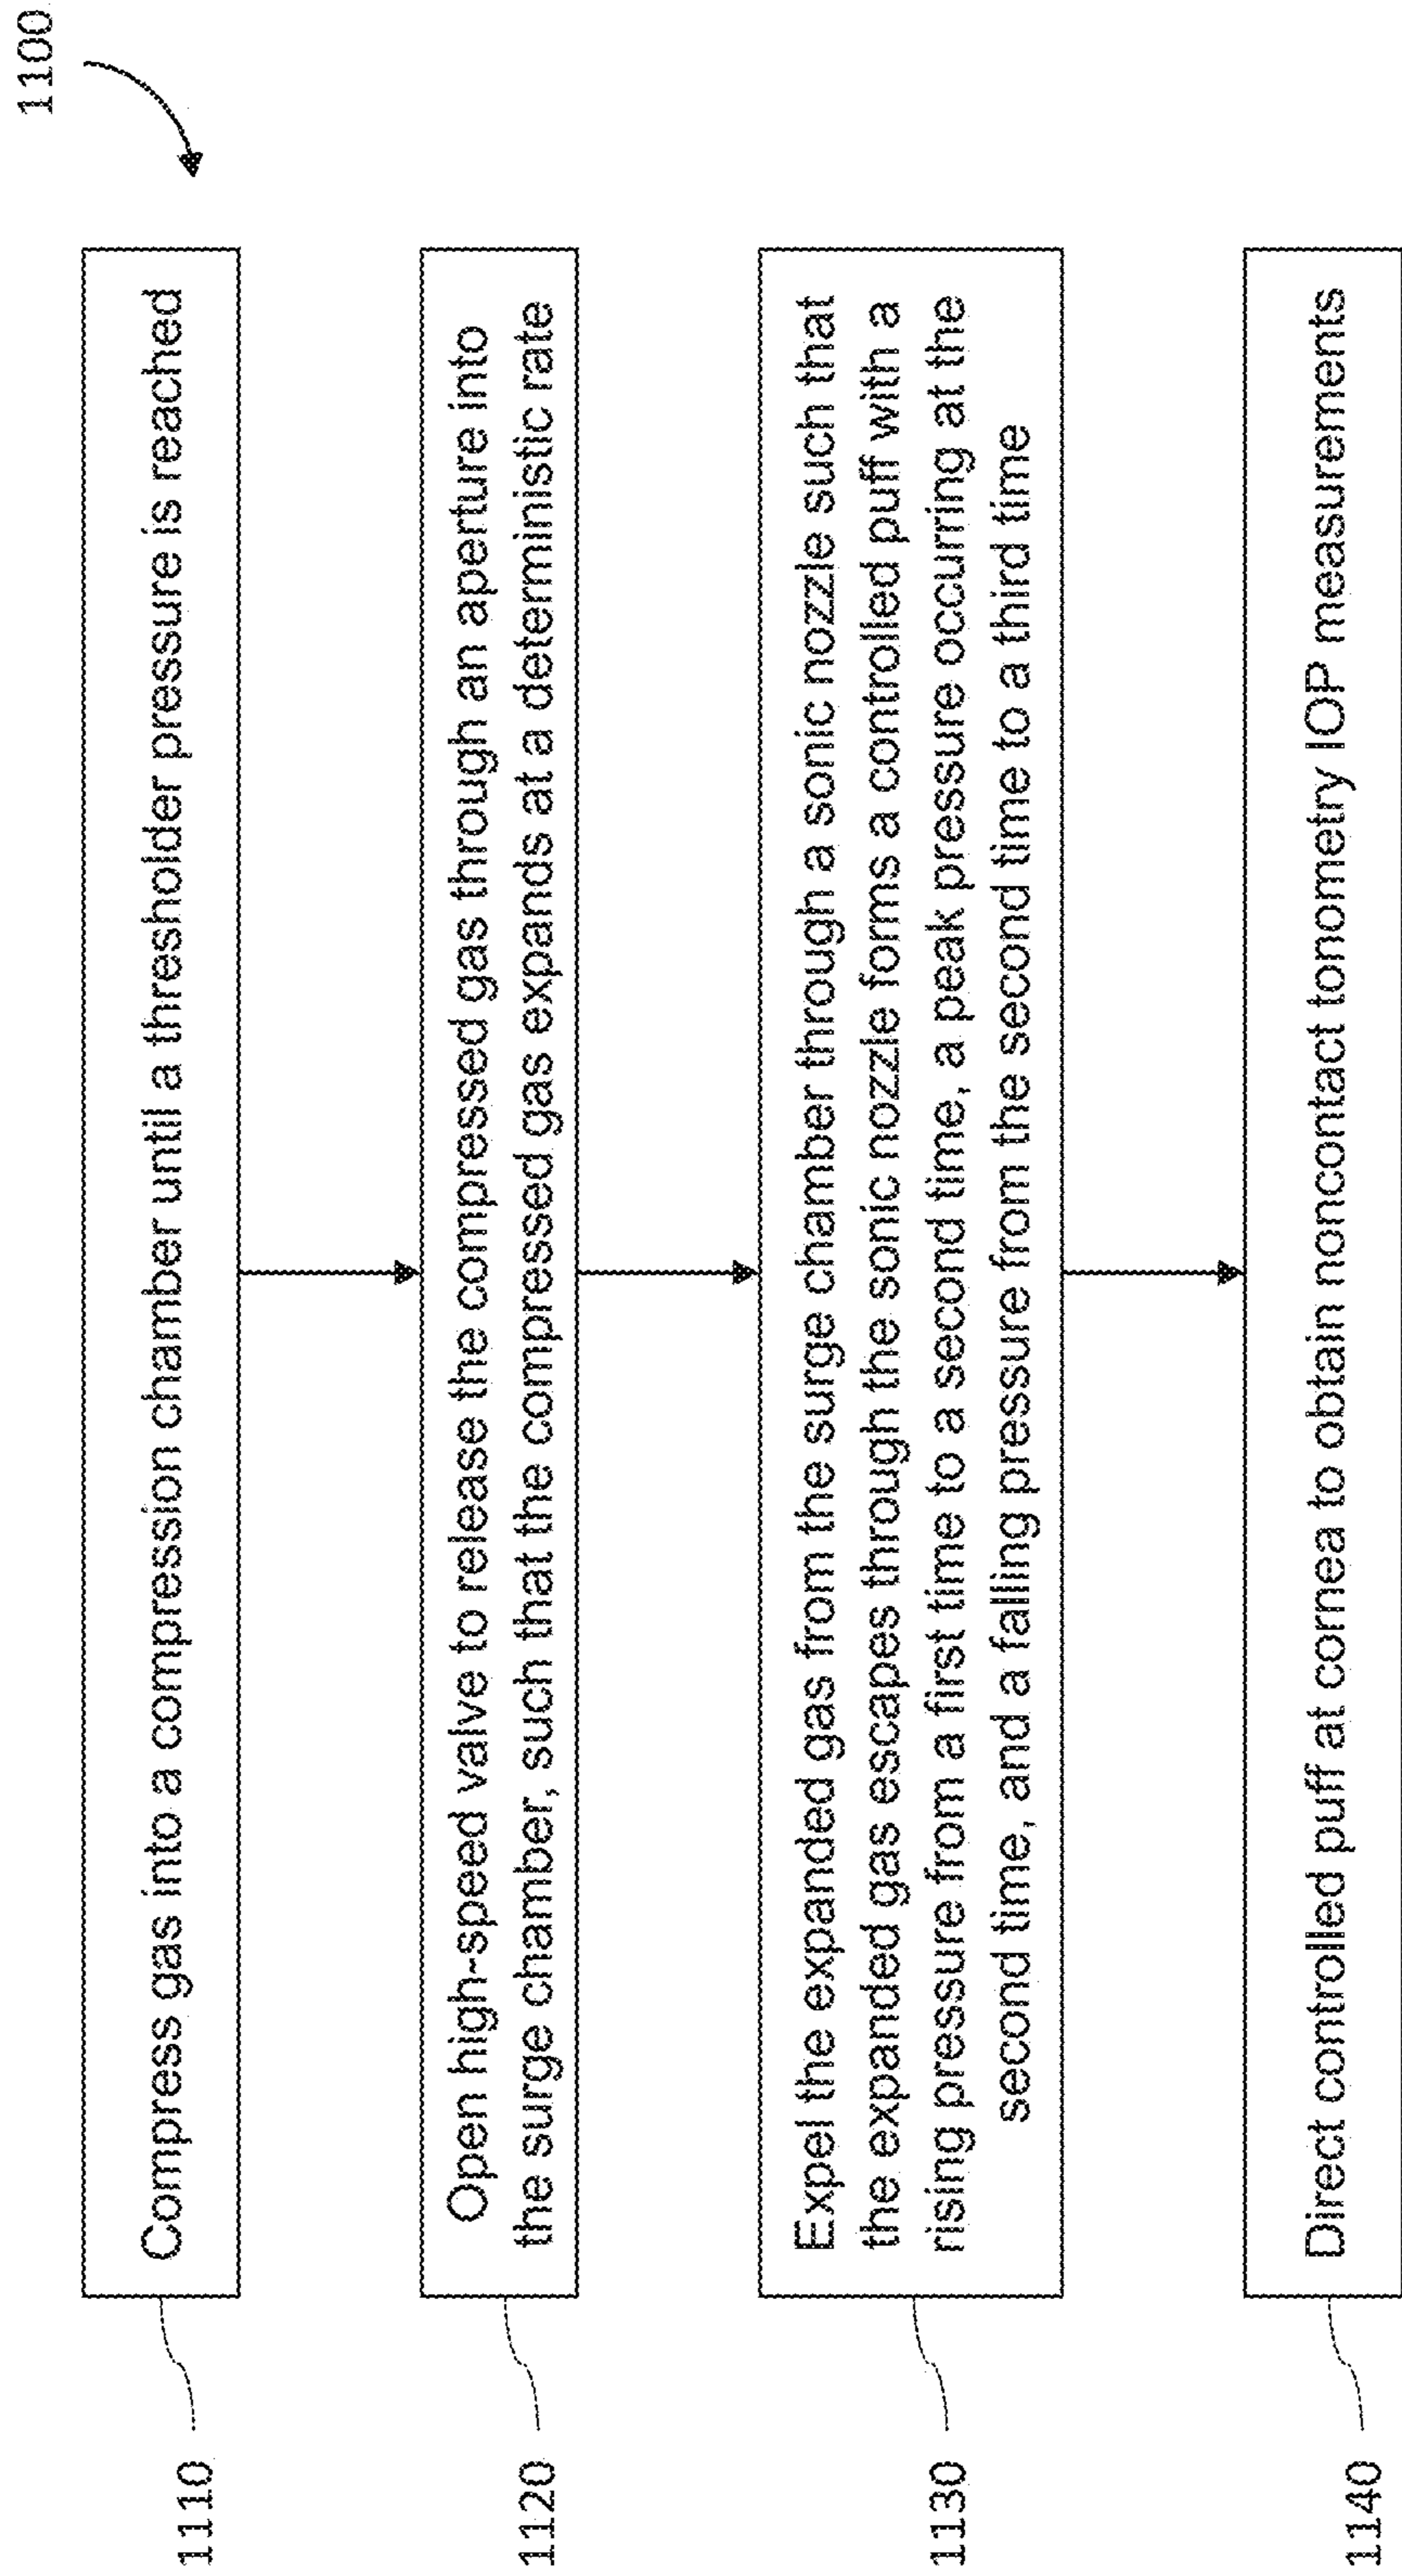 1100
1110
Compress gas into a compression chamber until a thresholder pressure is reached
1120
Open high-speed valve to release the compressed gas through an aperture into
the surge chamber, such that the compressed gas expands at a deterministic rate
1130
Expel the expanded gas from the surge chamber through a sonic nozzle such that
the expanded gas escapes through the sonic nozzle forms a controlled puff with a
rising pressure from a first time to a second time, a peak pressure occurring at the
second time, and a falling pressure from the second time to a third time
1140
Direct controlled puff at cornea to obtain noncontact tonometry IOP measurements